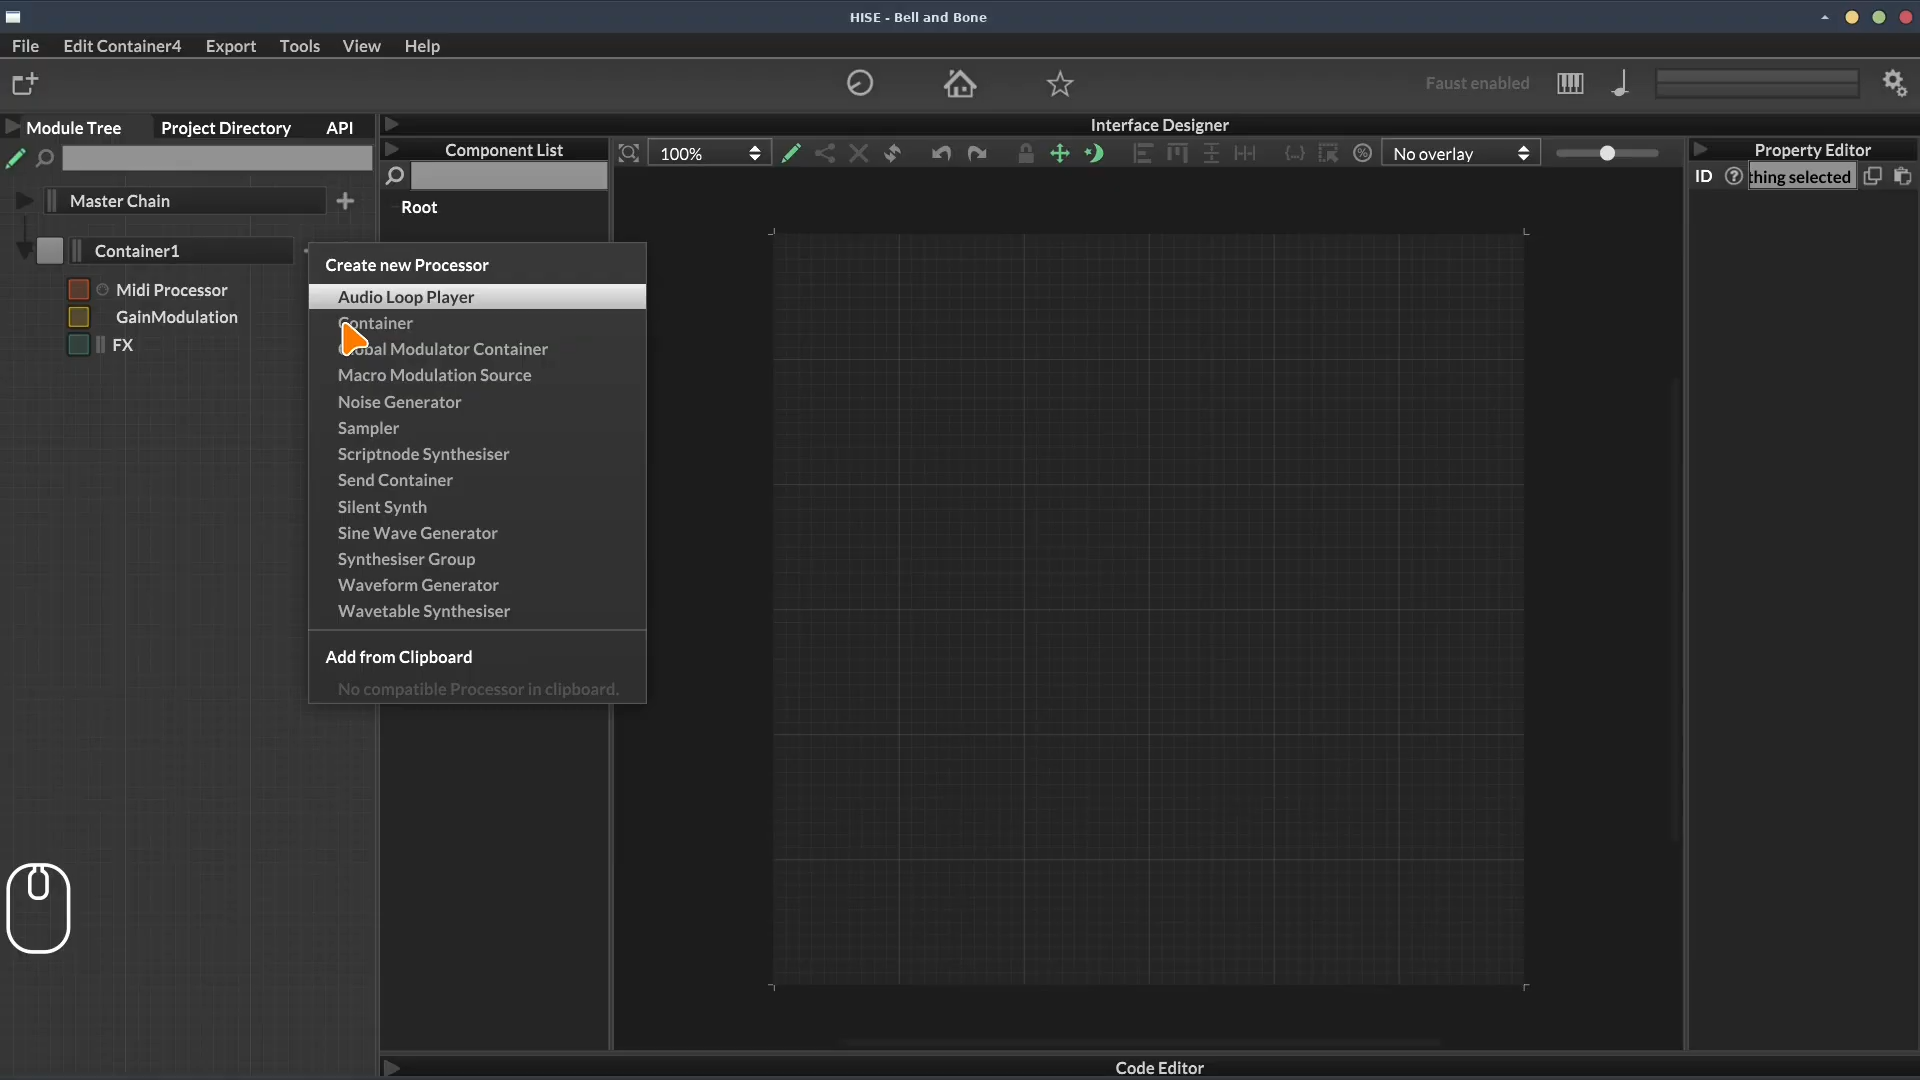 HISE - Bell and Bone
File Edit Container4 Export Tools View Help
Faust enabled
Module Tree Project Directory API
Interface Designer
Component List
100%
No overlay
Property Editor
ID thing selected
Master Chain
Root
Container1
Midi Processor
GainModulation
FX
Create new Processor
Audio Loop Player
Container
Global Modulator Container
Macro Modulation Source
Noise Generator
Sampler
Scriptnode Synthesiser
Send Container
Silent Synth
Sine Wave Generator
Synthesiser Group
Waveform Generator
Wavetable Synthesiser
Add from Clipboard
No compatible Processor in clipboard.
Code Editor